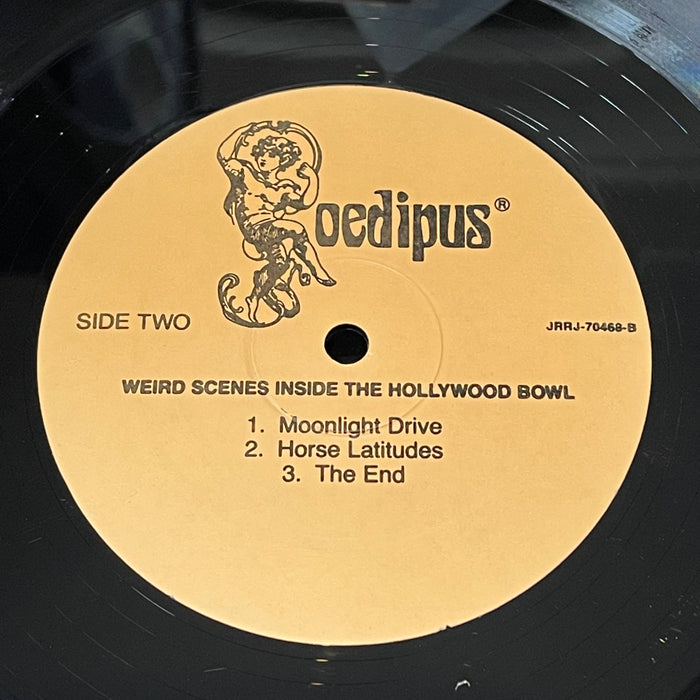 oedipus®
SIDE TWO
JRRJ-70468-B
WEIRD SCENES INSIDE THE HOLLYWOOD BOWL
1. Moonlight Drive
2. Horse Latitudes
3. The End